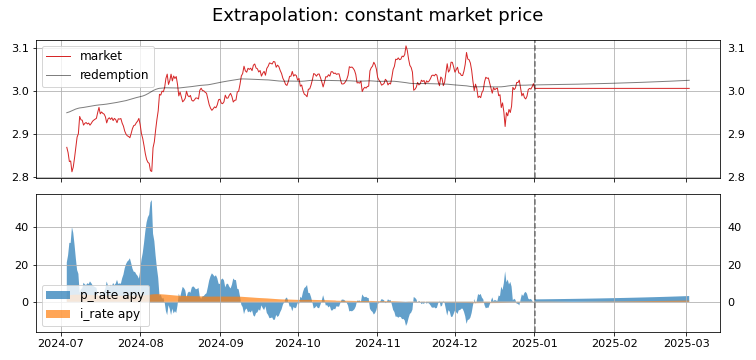 Extrapolation: constant market price
3.1 3.1
market
redemption
3.0 3.0
2.9 2.9
2.8 2.8
40 40
20 20
p_rate apy
0 0
i_rate apy
2024-07 2024-08 2024-09 2024-10 2024-11 2024-12 2025-01 2025-02 2025-03